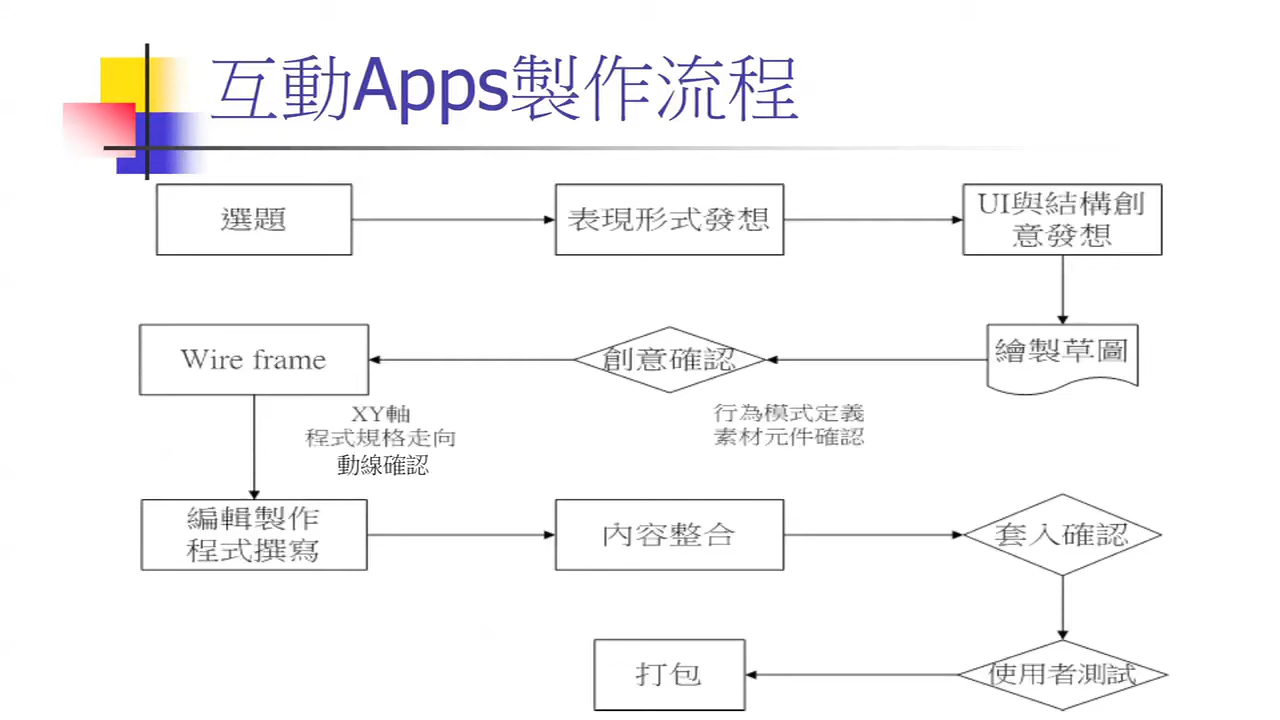 互動Apps製作流程
選題
表現形式發想
UI與結構創
意發想
繪製草圖
創意確認
Wire frame
行為模式定義
素材元件確認
XY軸
程式規格走向
動線確認
編輯製作
程式撰寫
內容整合
套入確認
使用者測試
打包